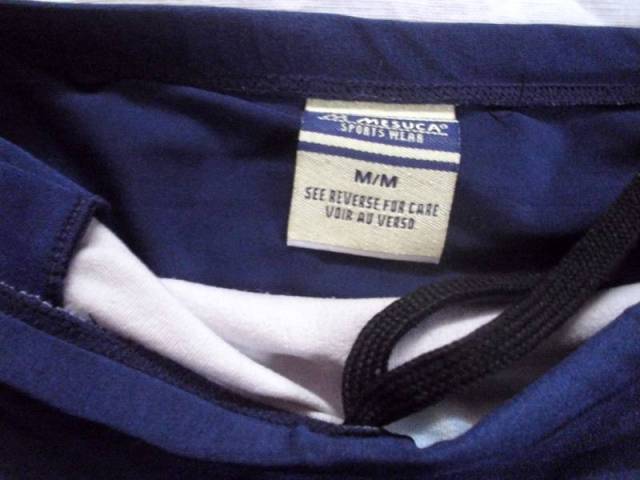 MESUCA®
SPORTS WEAR
M/M
SEE REVERSE FOR CARE
VOIR AU VERSO